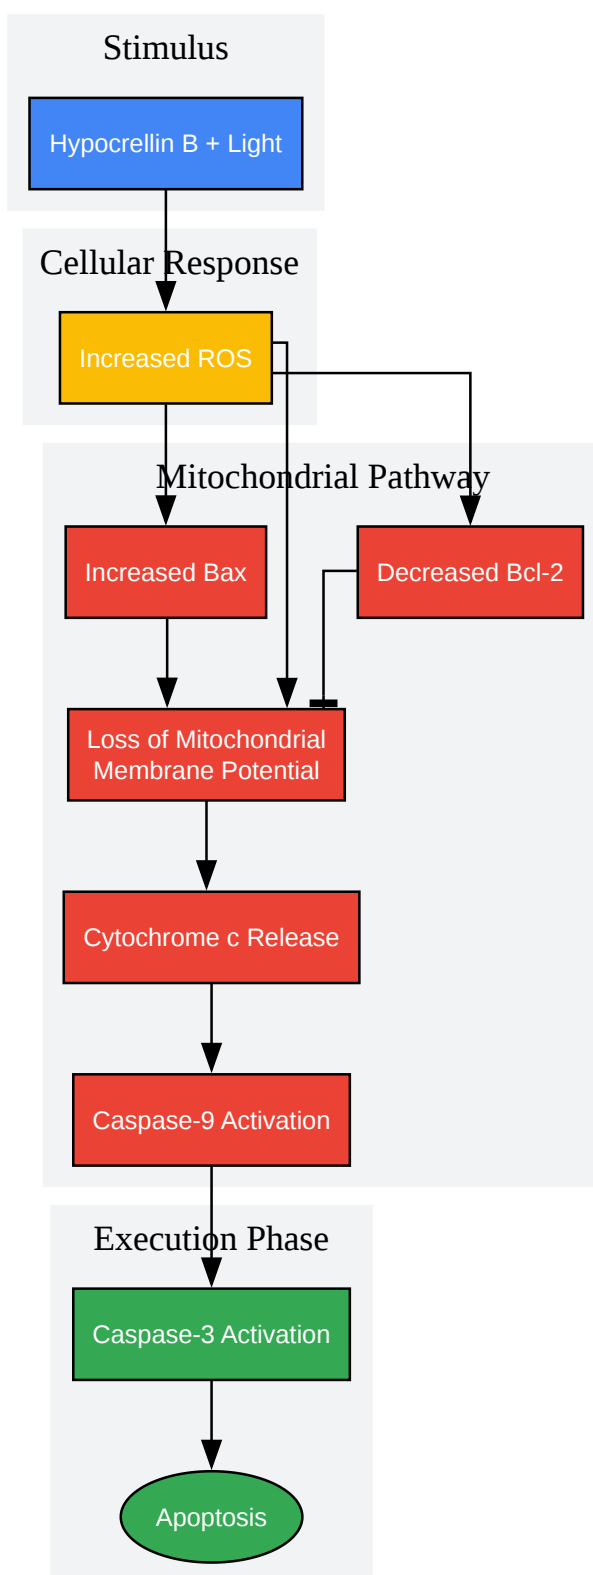 Stimulus
Hypocrellin B + Light
Cellular Response
Increased ROS
Mitochondrial Pathway
Increased Bax
Decreased Bcl-2
Loss of Mitochondrial
Membrane Potential
Cytochrome c Release
Caspase-9 Activation
Execution Phase
Caspase-3 Activation
Apoptosis